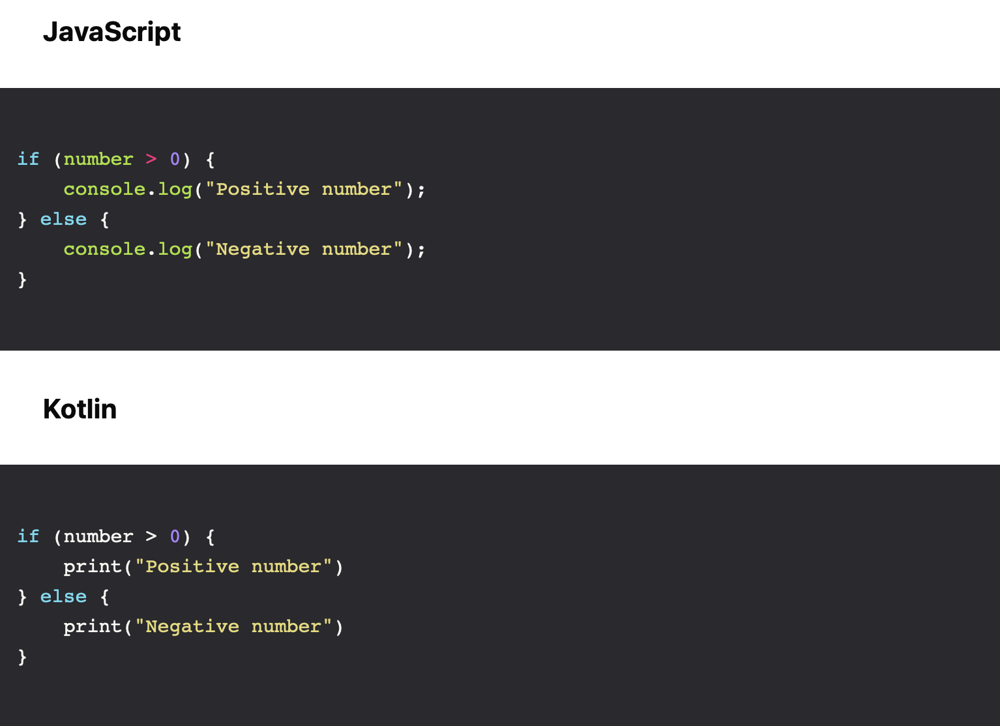 JavaScript
if (number > 0) {
    console.log("Positive number");
} else {
    console.log("Negative number");
}
Kotlin
if (number > 0) {
    print("Positive number")
} else {
    print("Negative number")
}